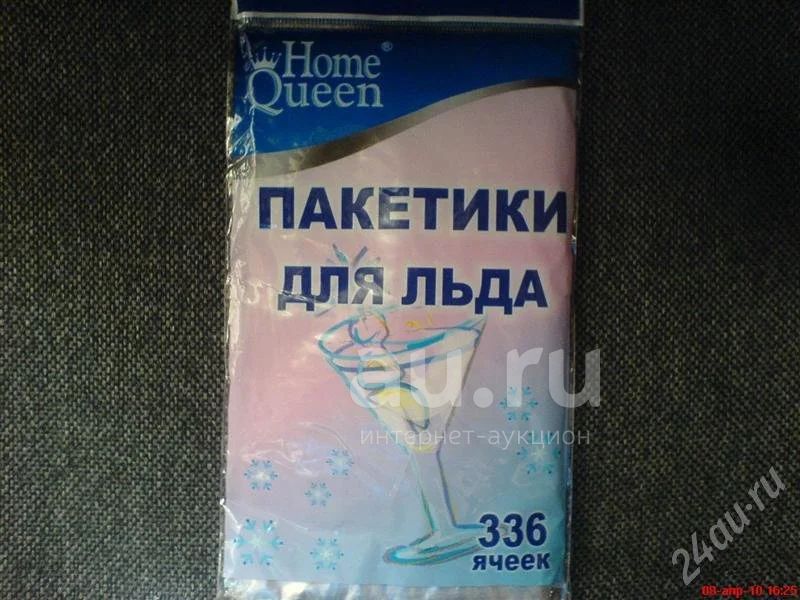 Home ®
Queen
ПАКЕТИКИ
ДЛЯ ЛЬДА
au.ru
интернет-аукцион
336
ячеек
24au.ru
08-апр-10 16:25